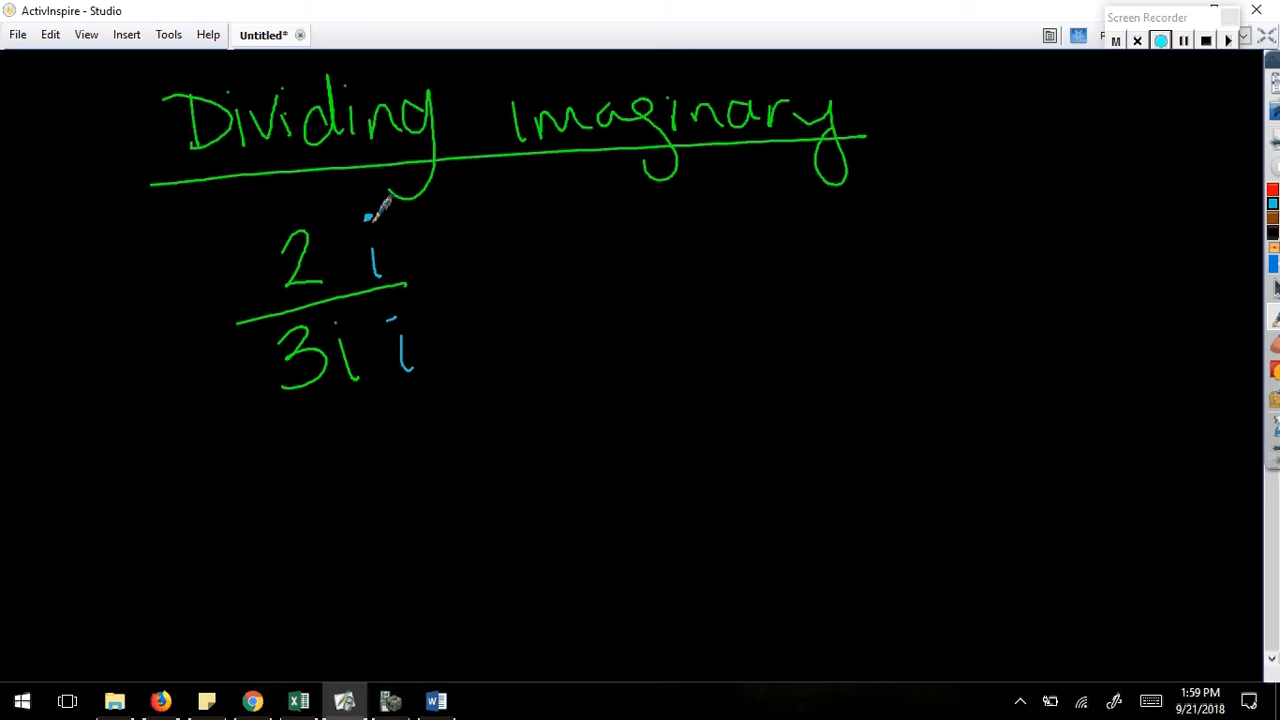 ActivInspire - Studio
Screen Recorder
File Edit View Insert Tools Help Untitled*
M
Dividing Imaginary
2 i
3i i
1:59 PM
9/21/2018